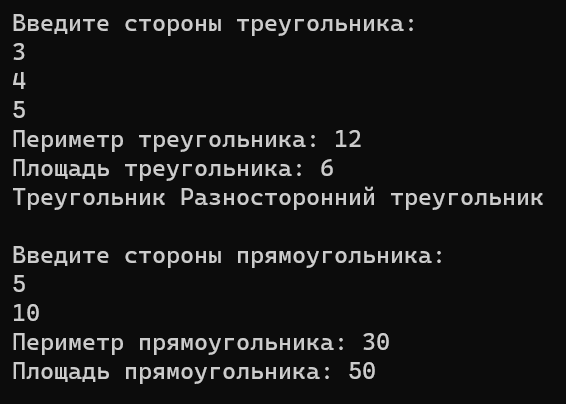 Введите стороны треугольника:
3
4
5
Периметр треугольника: 12
Площадь треугольника: 6
Треугольник Разносторонний треугольник
Введите стороны прямоугольника:
5
10
Периметр прямоугольника: 30
Площадь прямоугольника: 50